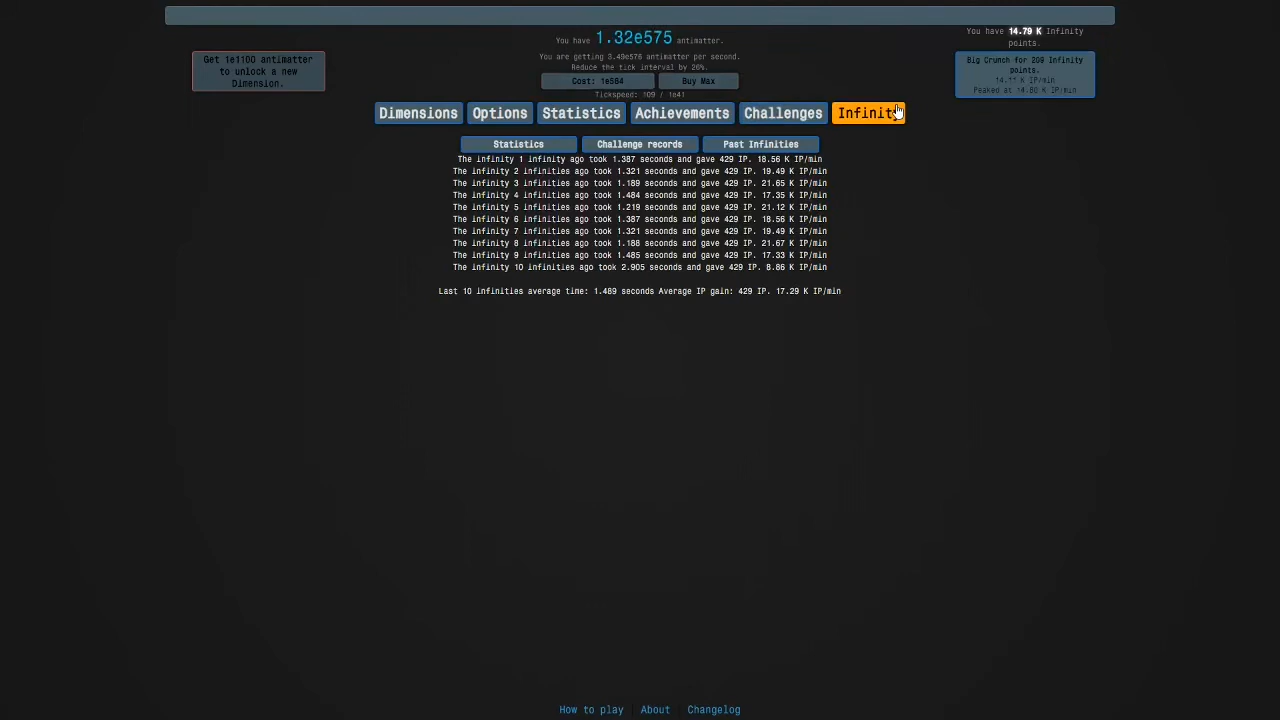 You have 14.79 K Infinity
points.
You have 1.32e575 antimatter.
You are getting 3.49e576 antimatter per second.
Reduce the tick interval by 20%.
Get 1e1100 antimatter
to unlock a new
Dimension.
Cost: 1e584
Buy Max
Tickspeed: 109 / 1e41
Big Crunch for 209 Infinity
points.
14.11 K IP/min
Peaked at 14.60 K IP/min
Dimensions
Options
Statistics
Achievements
Challenges
Infinity
Statistics
Challenge records
Past Infinities
The infinity 1 infinity ago took 1.387 seconds and gave 429 IP. 18.56 K IP/min
The infinity 2 infinities ago took 1.321 seconds and gave 429 IP. 19.49 K IP/min
The infinity 3 infinities ago took 1.189 seconds and gave 429 IP. 21.65 K IP/min
The infinity 4 infinities ago took 1.484 seconds and gave 429 IP. 17.35 K IP/min
The infinity 5 infinities ago took 1.219 seconds and gave 429 IP. 21.12 K IP/min
The infinity 6 infinities ago took 1.387 seconds and gave 429 IP. 18.56 K IP/min
The infinity 7 infinities ago took 1.321 seconds and gave 429 IP. 19.49 K IP/min
The infinity 8 infinities ago took 1.188 seconds and gave 429 IP. 21.67 K IP/min
The infinity 9 infinities ago took 1.485 seconds and gave 429 IP. 17.33 K IP/min
The infinity 10 infinities ago took 2.905 seconds and gave 429 IP. 8.86 K IP/min
Last 10 infinities average time: 1.489 seconds Average IP gain: 429 IP. 17.29 K IP/min
How to play
About
Changelog